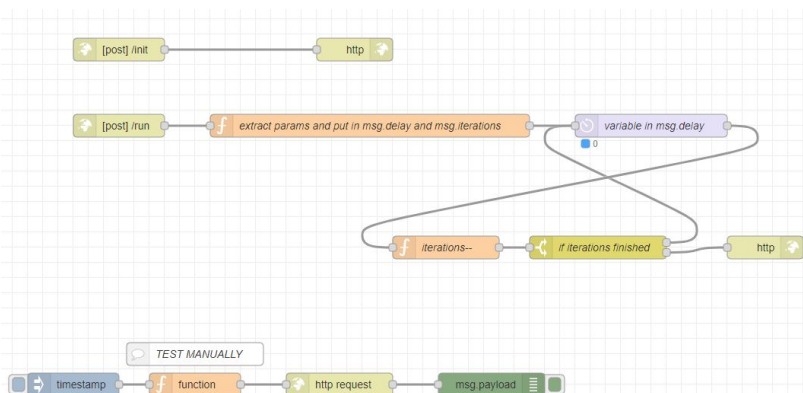 [post] /init
http
[post] /run
extract params and put in msg.delay and msg.iterations
variable in msg.delay
0
iterations--
if iterations finished
http
TEST MANUALLY
timestamp
function
http request
msg.payload